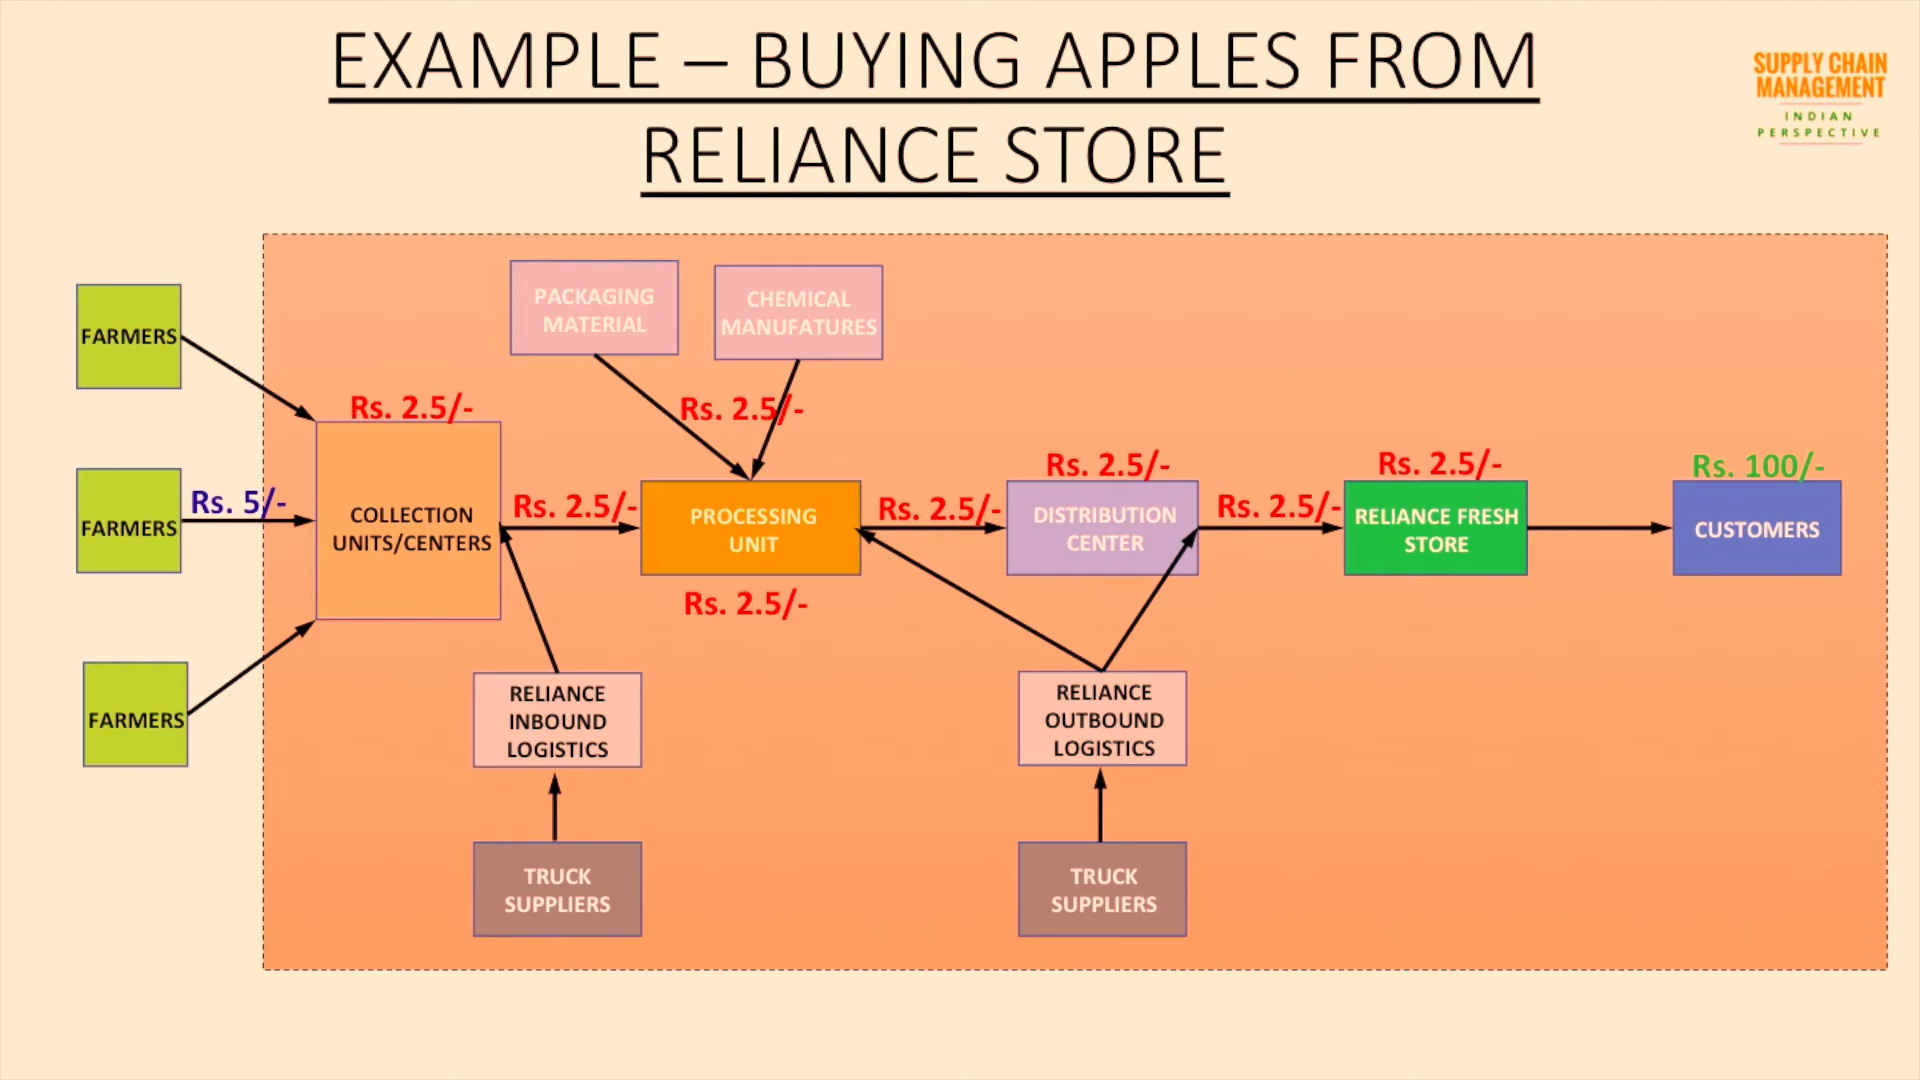 EXAMPLE – BUYING APPLES FROM
RELIANCE STORE
SUPPLY CHAIN
MANAGEMENT
INDIAN
PERSPECTIVE
FARMERS
FARMERS
FARMERS
Rs. 5/-
Rs. 2.5/-
COLLECTION
UNITS/CENTERS
PACKAGING
MATERIAL
CHEMICAL
MANUFATURES
Rs. 2.5/-
Rs. 2.5/-
PROCESSING
UNIT
Rs. 2.5/-
Rs. 2.5/-
Rs. 2.5/-
DISTRIBUTION
CENTER
Rs. 2.5/-
Rs. 2.5/-
RELIANCE FRESH
STORE
Rs. 100/-
CUSTOMERS
RELIANCE
INBOUND
LOGISTICS
TRUCK
SUPPLIERS
RELIANCE
OUTBOUND
LOGISTICS
TRUCK
SUPPLIERS